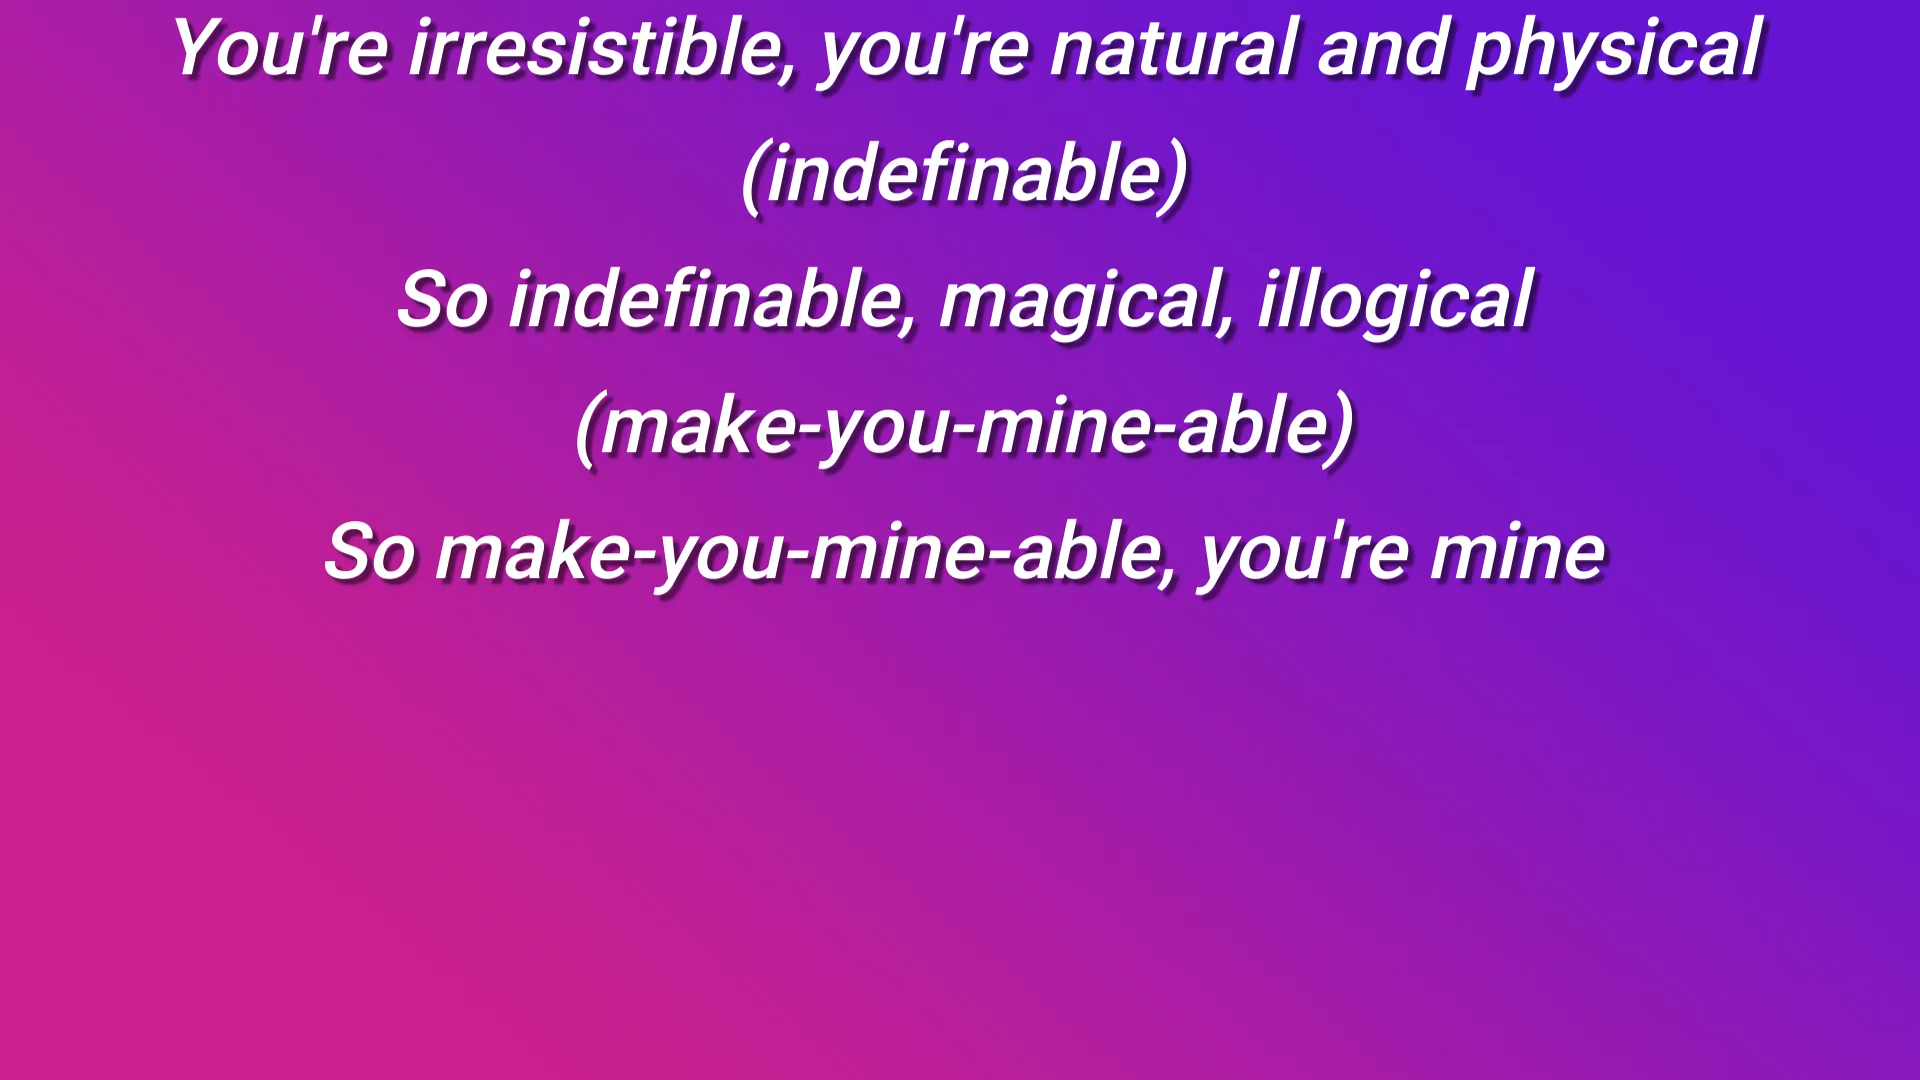 You're irresistible, you're natural and physical
(indefinable)
So indefinable, magical, illogical
(make-you-mine-able)
So make-you-mine-able, you're mine